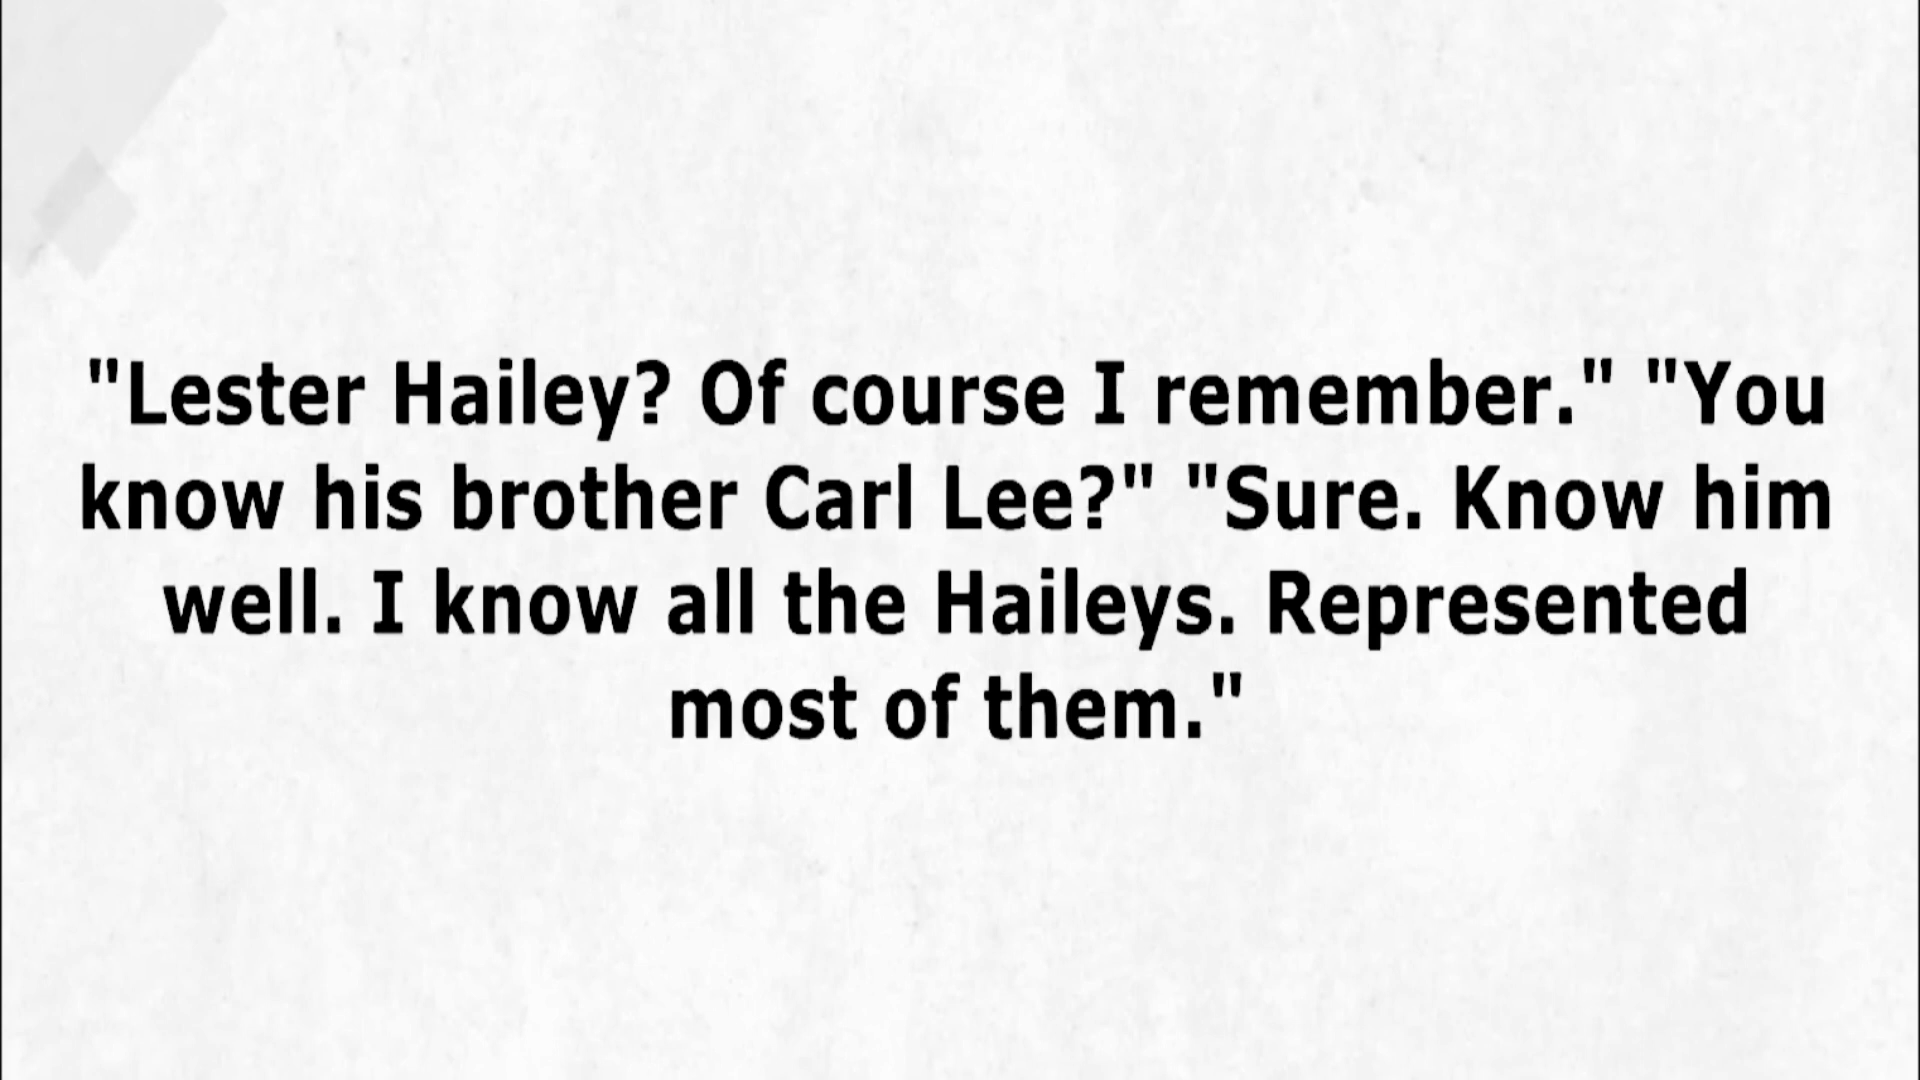 "Lester Hailey? Of course I remember." "You
know his brother Carl Lee?" "Sure. Know him
well. I know all the Haileys. Represented
most of them."